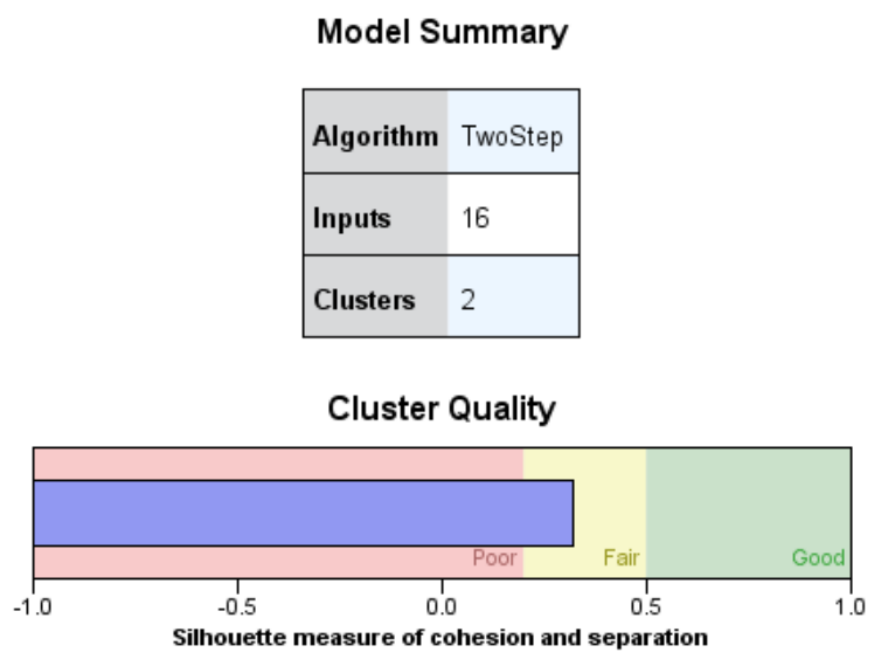 Model Summary
Algorithm TwoStep
Inputs 16
Clusters 2
Cluster Quality
Poor Fair Good
-1.0 -0.5 0.0 0.5 1.0
Silhouette measure of cohesion and separation